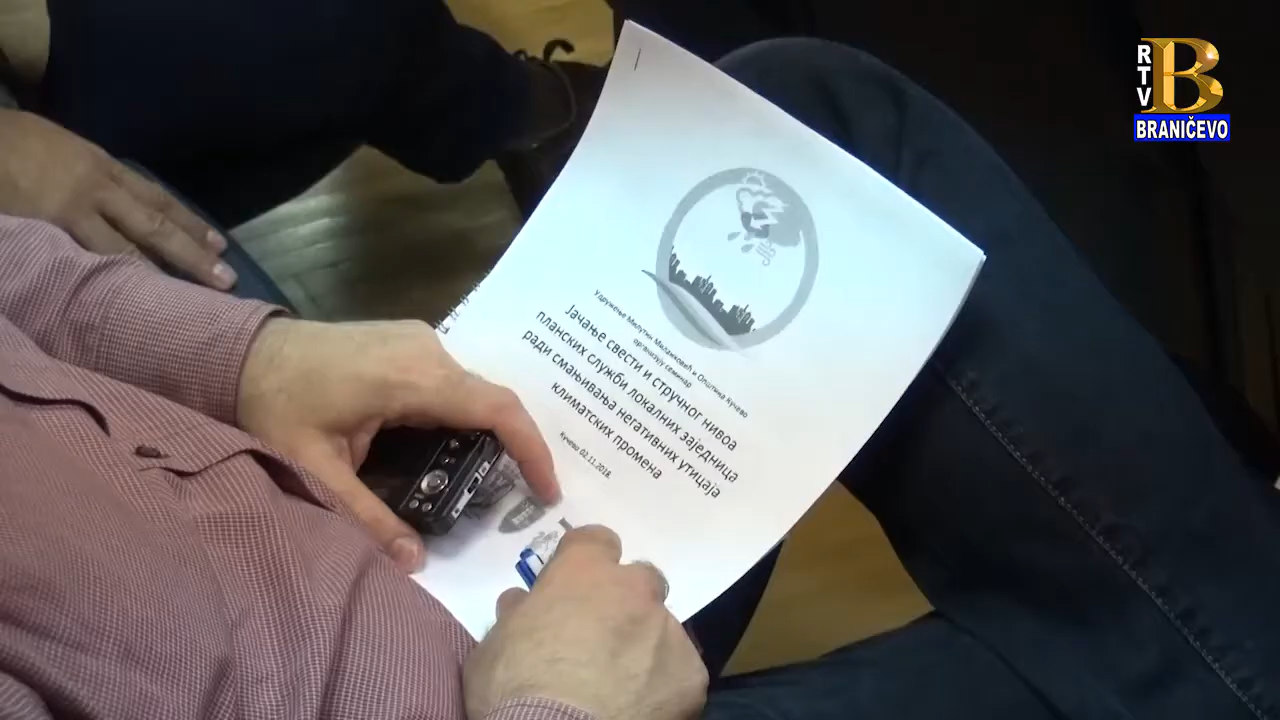 RTV
B
BRANIČEVO
Удружење Милутин Миланковић и Општина Кучево
организују семинар
Јачање свести и стручног нивоа
планских служби локалних заједница
ради смањивања негативних утицаја
климатских промена
Кучево 02.11.2018.